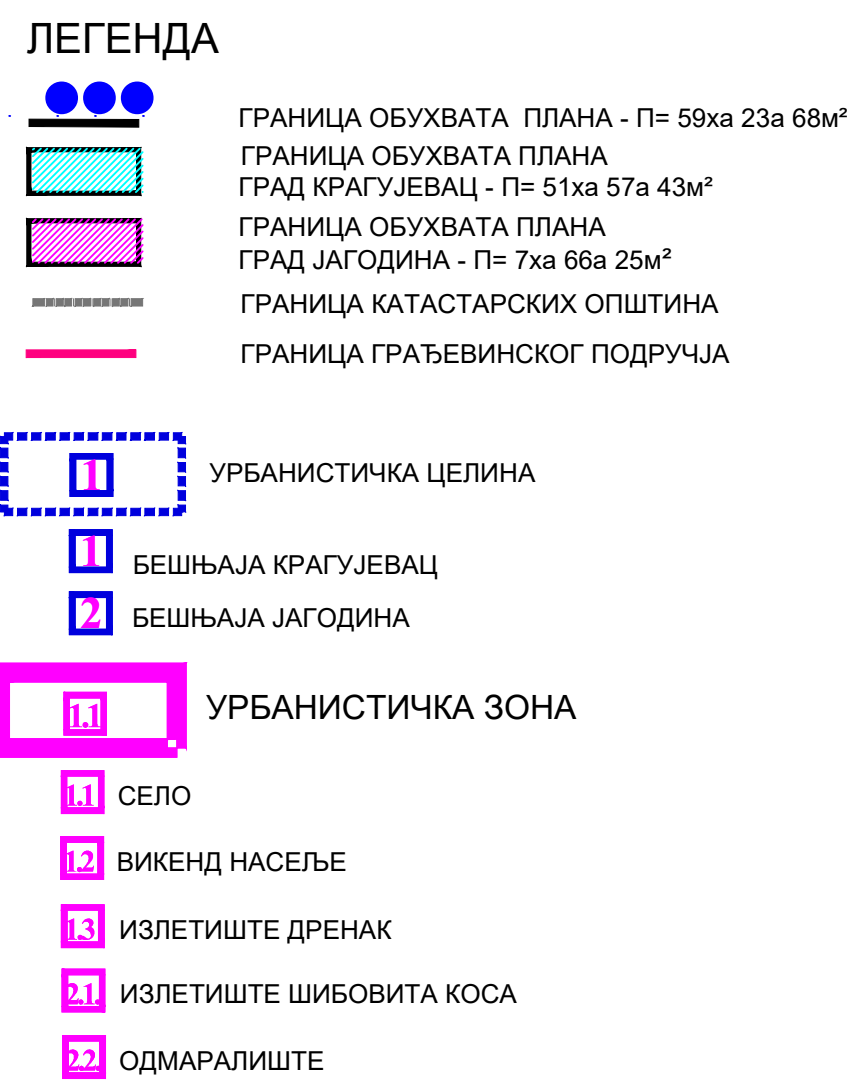 ЛЕГЕНДА
ГРАНИЦА ОБУХВАТА ПЛАНА - П= 59ха 23а 68м²
ГРАНИЦА ОБУХВАТА ПЛАНА
ГРАД КРАГУЈЕВАЦ - П= 51ха 57а 43м²
ГРАНИЦА ОБУХВАТА ПЛАНА
ГРАД ЈАГОДИНА - П= 7ха 66а 25м²
ГРАНИЦА КАТАСТАРСКИХ ОПШТИНА
ГРАНИЦА ГРАЂЕВИНСКОГ ПОДРУЧЈА
1 УРБАНИСТИЧКА ЦЕЛИНА
1 БЕШЊАЈА КРАГУЈЕВАЦ
2 БЕШЊАЈА ЈАГОДИНА
1.1 УРБАНИСТИЧКА ЗОНА
1.1 СЕЛО
1.2 ВИКЕНД НАСЕЉЕ
1.3 ИЗЛЕТИШТЕ ДРЕНАК
2.1. ИЗЛЕТИШТЕ ШИБОВИТА КОСА
2.2. ОДМАРАЛИШТЕ